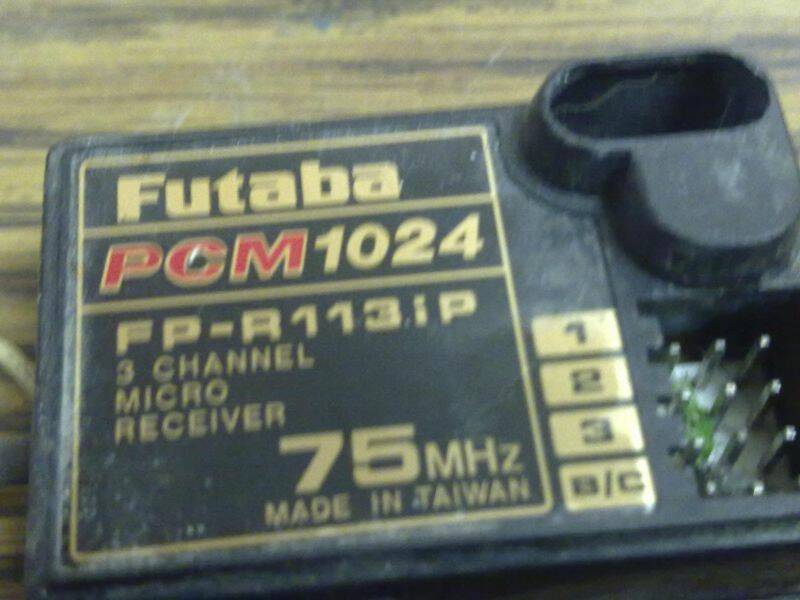 Futaba
PCM1024
FP-R113iP
3 CHANNEL
MICRO
RECEIVER
75MHz
MADE IN TAIWAN
1
2
3
B/C